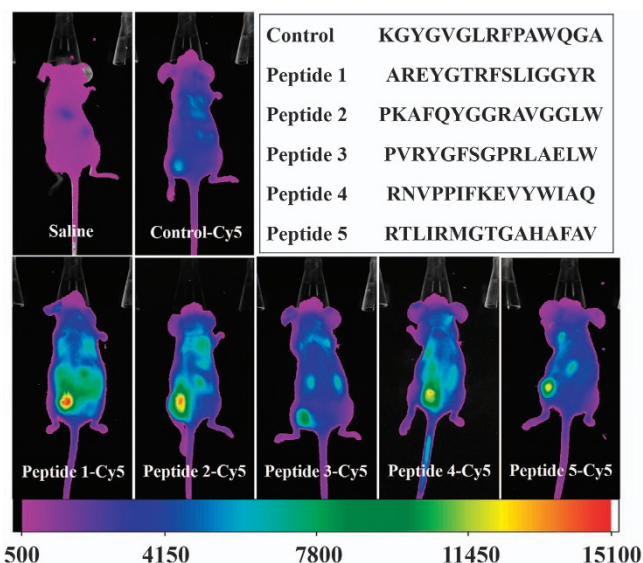 Control KGYGVGLRFPAWQGA
Peptide 1 AREYGTRFSLIGGYR
Peptide 2 PKAFQYGGRAVGGLW
Peptide 3 PVRYGFSGPRLAELW
Peptide 4 RNVPPIFKEVYWIAQ
Peptide 5 RTLIRMGTGAHAFAV
Saline Control-Cy5
Peptide 1-Cy5 Peptide 2-Cy5 Peptide 3-Cy5 Peptide 4-Cy5 Peptide 5-Cy5
500 4150 7800 11450 15100